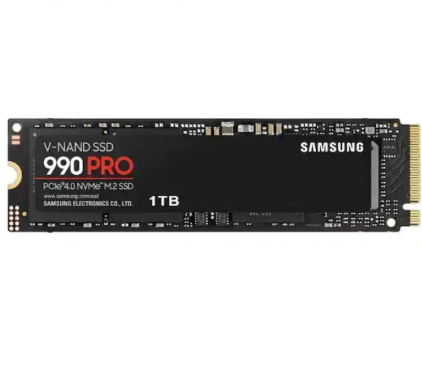 V-NAND SSD
SAMSUNG
990 PRO
PCIe® 4.0 NVMe™ M.2 SSD
www.samsung.com/ssd
SAMSUNG ELECTRONICS CO., LTD.
1TB